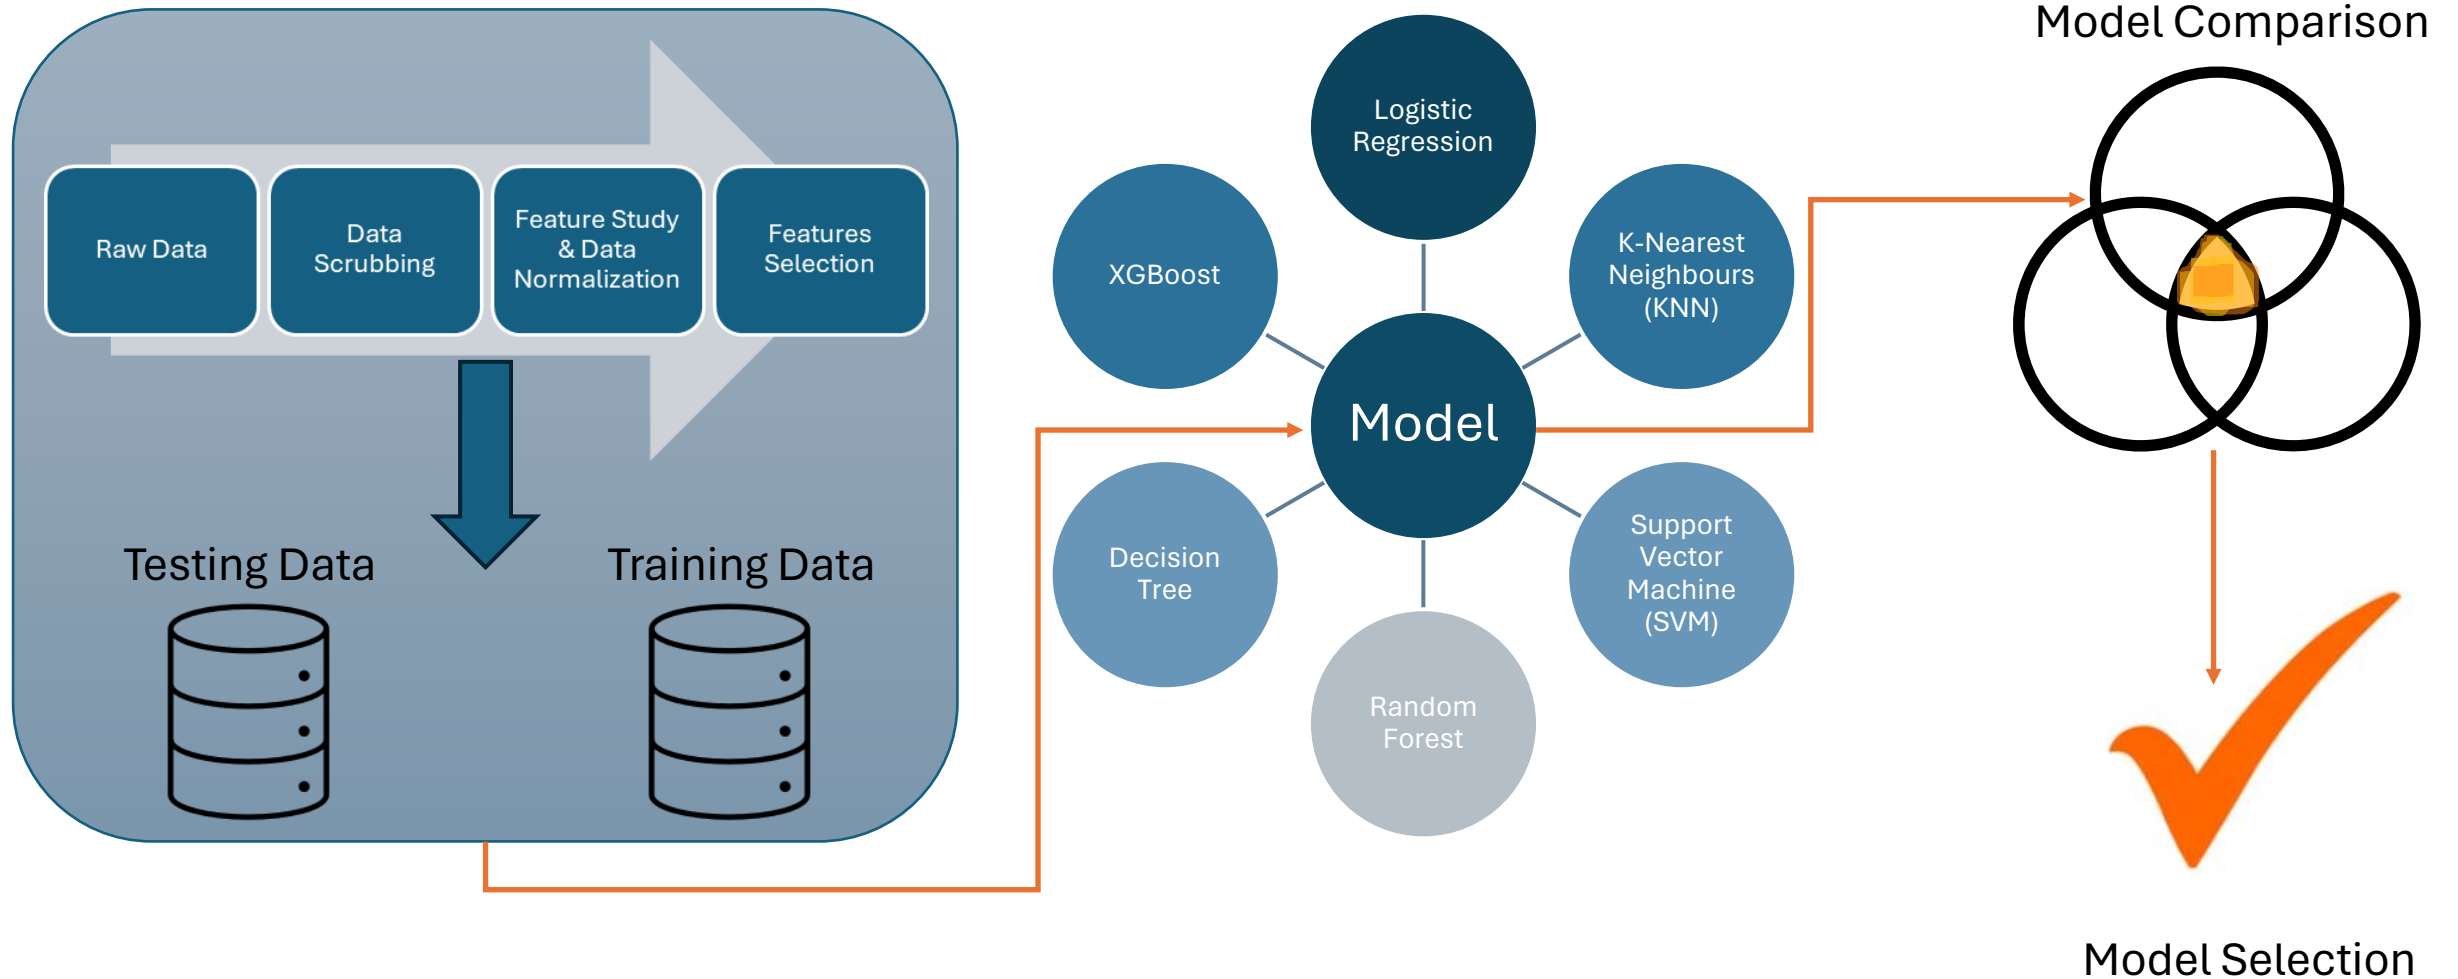 Raw Data
Data
Scrubbing
Feature Study
& Data
Normalization
Features
Selection
Testing Data
Training Data
Logistic
Regression
XGBoost
K-Nearest
Neighbours
(KNN)
Model
Decision
Tree
Support
Vector
Machine
(SVM)
Random
Forest
Model Comparison
Model Selection